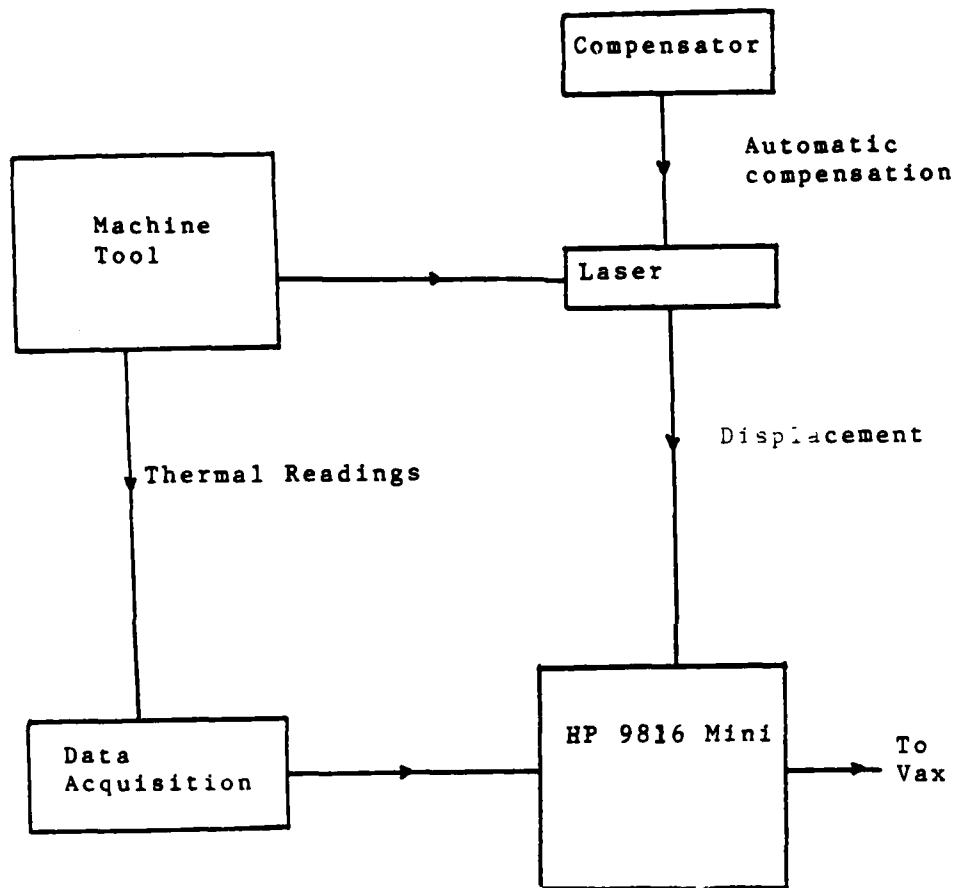 Compensator
Automatic
compensation
Machine
Tool
Laser
Displacement
Thermal Readings
Data
Acquisition
HP 9816 Mini
To
Vax